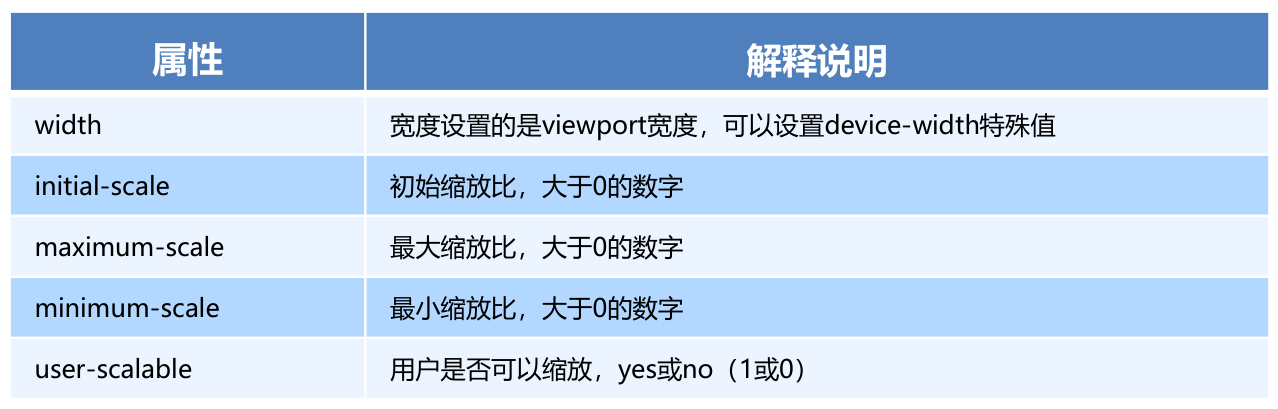 属性 解释说明
width 宽度设置的是viewport宽度，可以设置device-width特殊值
initial-scale 初始缩放比，大于0的数字
maximum-scale 最大缩放比，大于0的数字
minimum-scale 最小缩放比，大于0的数字
user-scalable 用户是否可以缩放，yes或no（1或0）